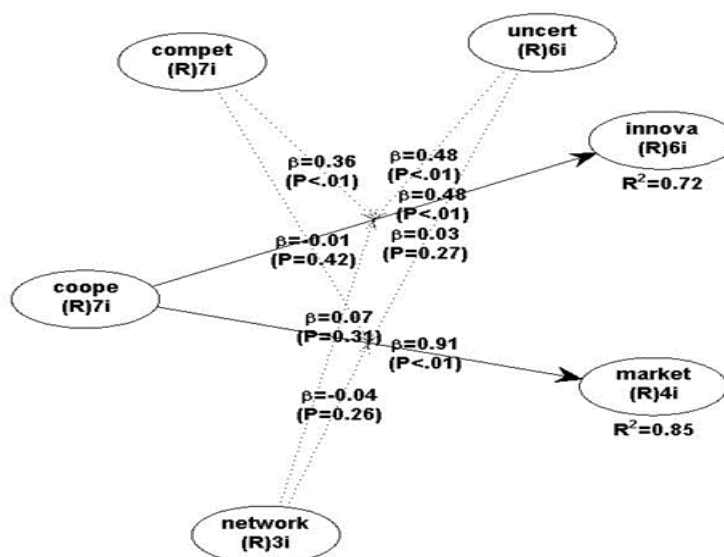 compet
(R)7i
uncert
(R)6i
innova
(R)6i
R²=0.72
β=0.36
(P<.01)
β=0.48
(P<.01)
β=0.48
(P<.01)
β=-0.01
(P=0.42)
β=0.03
(P=0.27)
coope
(R)7i
β=0.07
(P=0.31)
β=0.91
(P<.01)
market
(R)4i
R²=0.85
β=-0.04
(P=0.26)
network
(R)3i